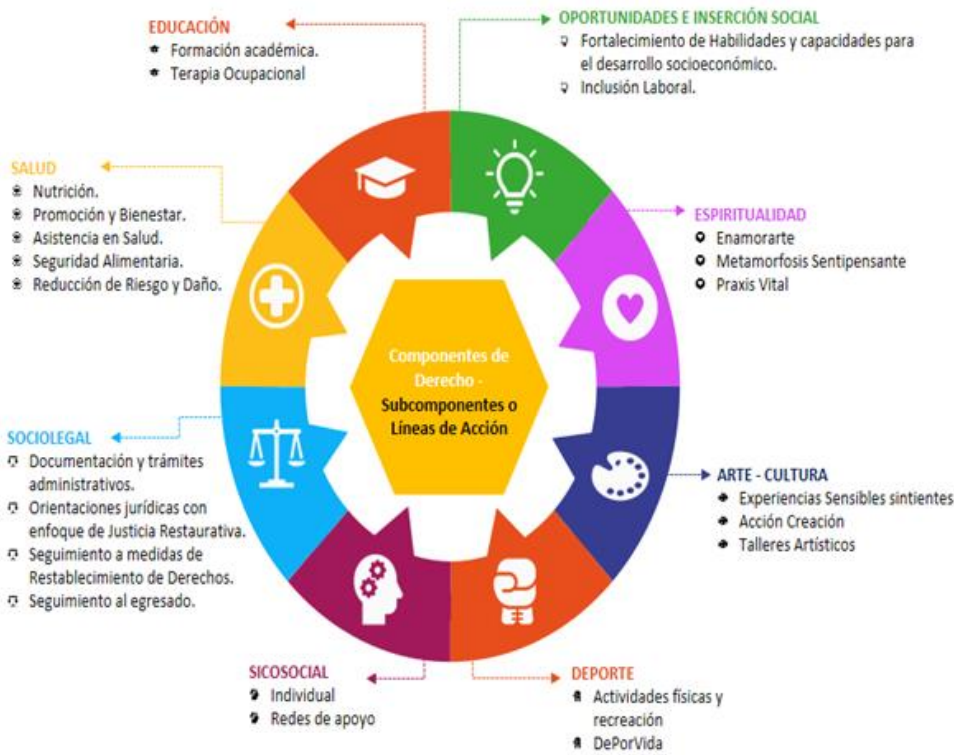 EDUCACIÓN
Formación académica.
Terapia Ocupacional
OPORTUNIDADES E INSERCIÓN SOCIAL
Fortalecimiento de Habilidades y capacidades para
el desarrollo socioeconómico.
Inclusión Laboral.
SALUD
Nutrición.
Promoción y Bienestar.
Asistencia en Salud.
Seguridad Alimentaria.
Reducción de Riesgo y Daño.
ESPIRITUALIDAD
Enamorarte
Metamorfosis Sentipensante
Praxis Vital
Componentes de
Derecho -
Subcomponentes o
Líneas de Acción
SOCIOLEGAL
Documentación y trámites
administrativos.
Orientaciones jurídicas con
enfoque de Justicia Restaurativa.
Seguimiento a medidas de
Restablecimiento de Derechos.
Seguimiento al egresado.
ARTE - CULTURA
Experiencias Sensibles sintientes
Acción Creación
Talleres Artísticos
SICOSOCIAL
Individual
Redes de apoyo
DEPORTE
Actividades físicas y
recreación
DePorVida